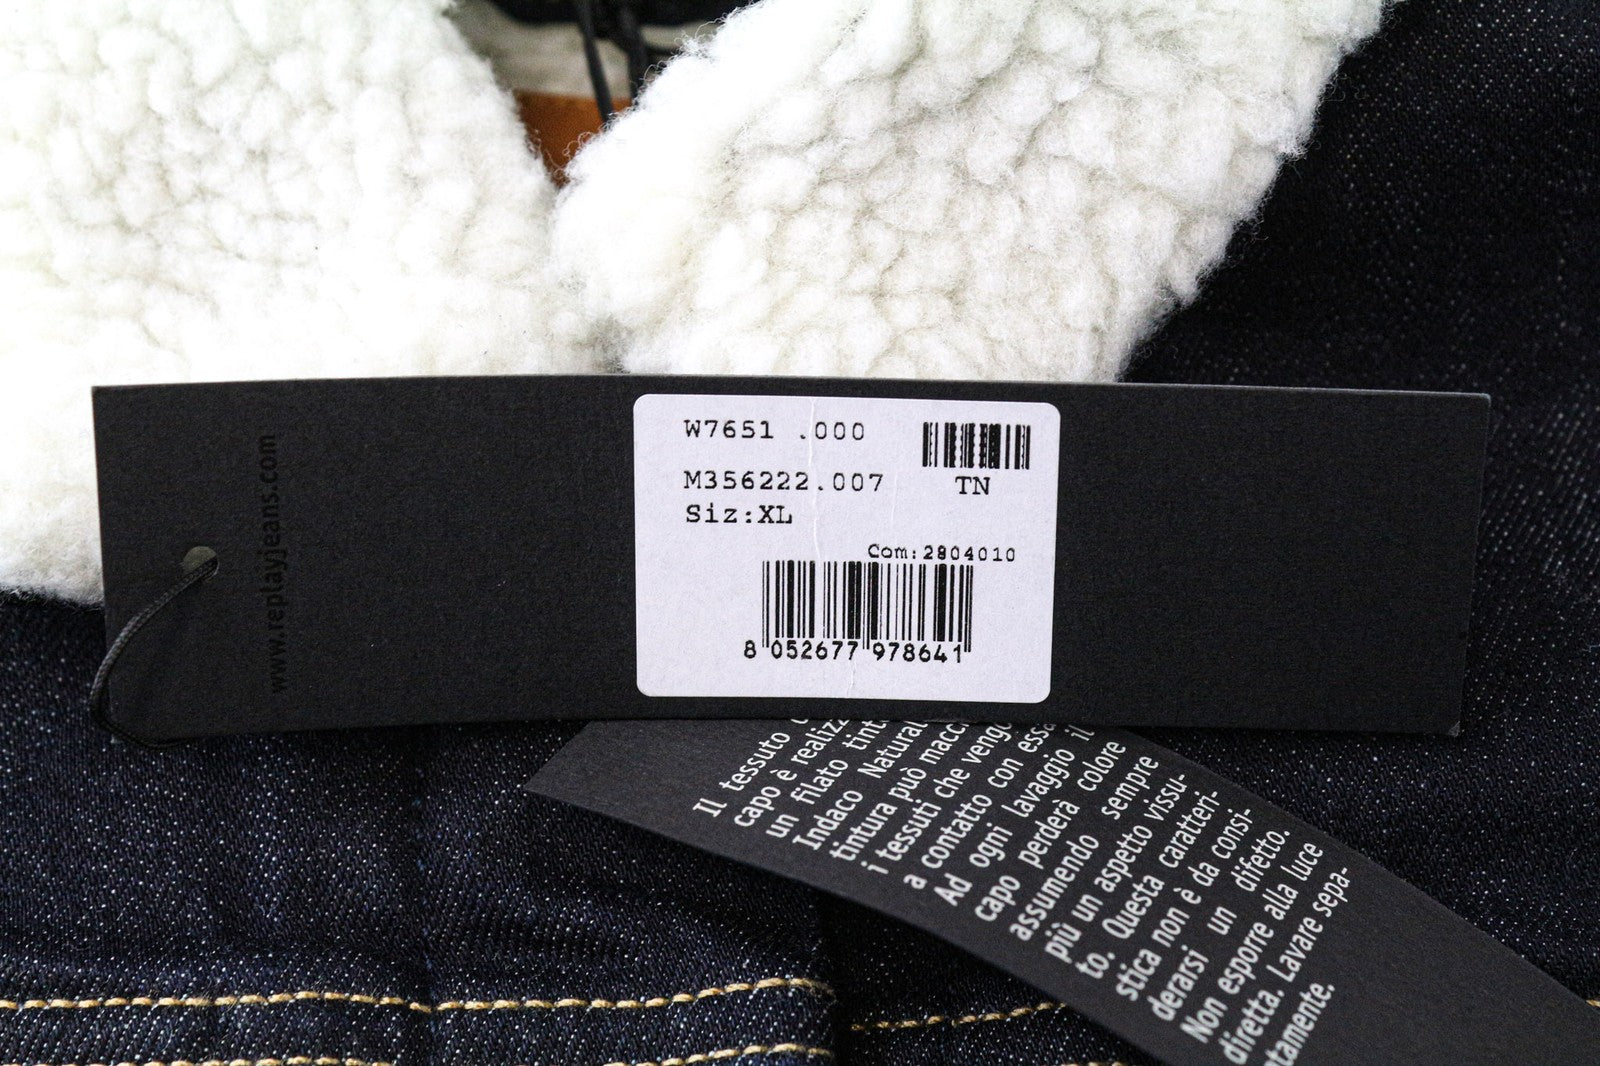 www.replayjeans.com
W7651 .000
M356222.007
TN
Siz:XL
Com:2804010
8 052677 978641
Il tessuto
capo è realiz
un filato tint
Indaco Natural
tintura può macc
i tessuti che vengo
a contatto con essa
Ad ogni lavaggio il
capo perderà colore
assumendo sempre
più un aspetto vissu-
to. Questa caratteri-
stica non è da consi-
derarsi un difetto.
Non esporre alla luce
diretta. Lavare sepa-
tamente.